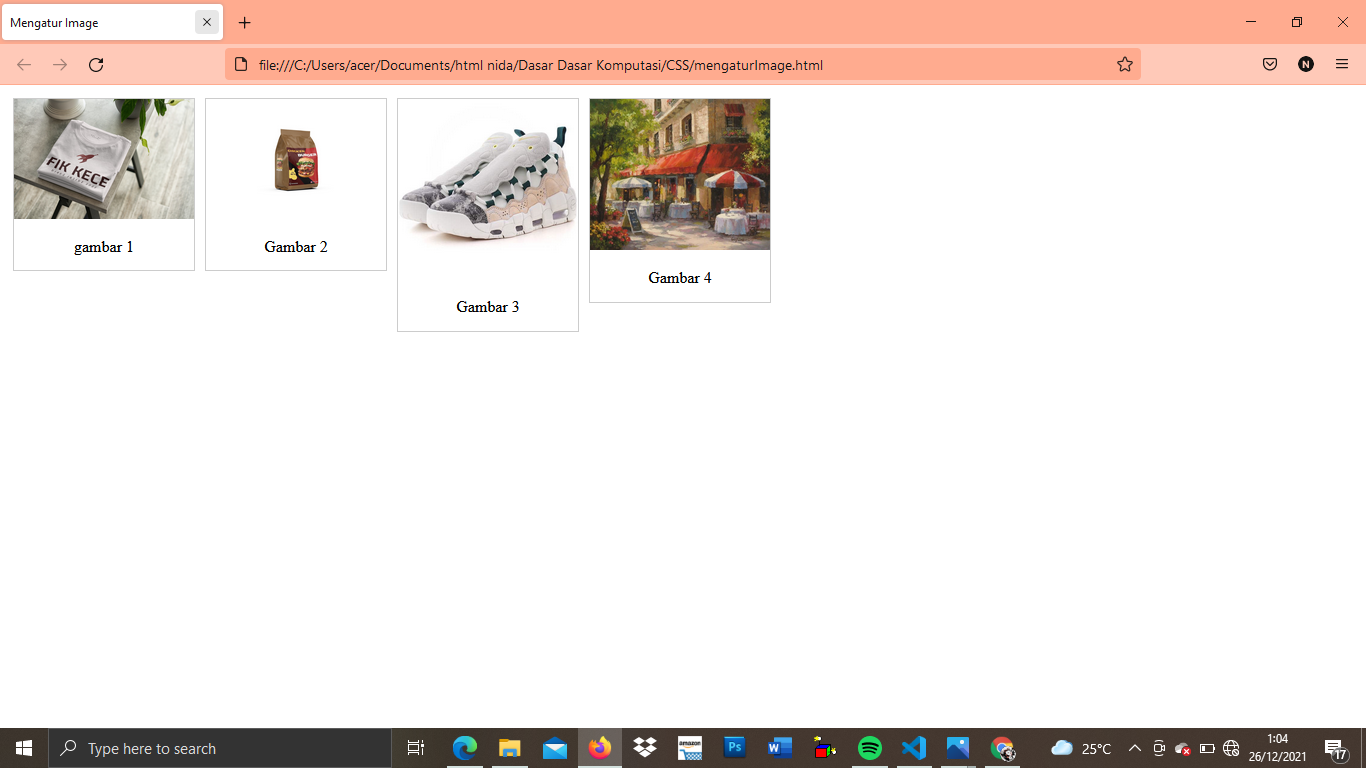 Mengatur Image
file:///C:/Users/acer/Documents/html nida/Dasar Dasar Komputasi/CSS/mengaturImage.html
N
FIK KECE
gambar 1
Gambar 2
Gambar 3
Gambar 4
Type here to search
amazon
Ps
W
25°C
1:04
26/12/2021
17